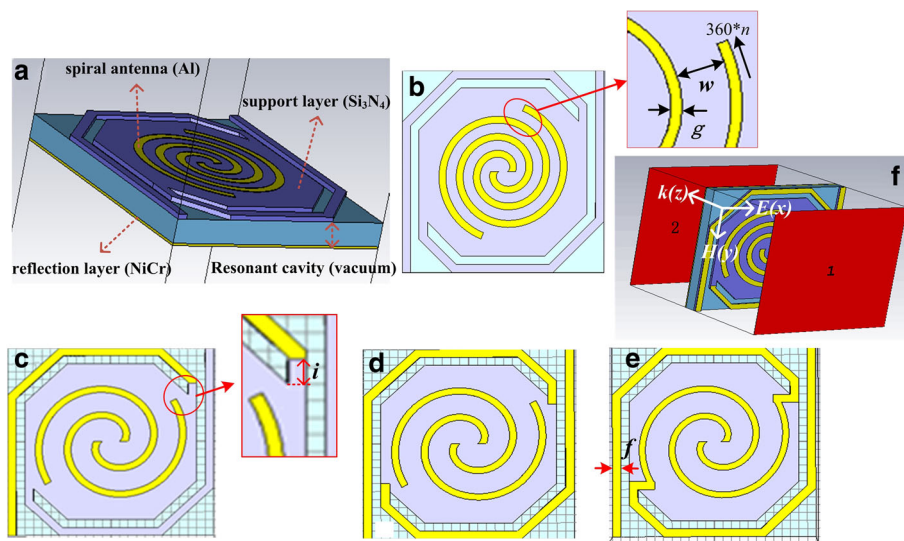 a
spiral antenna (Al)
support layer (Si₃N₄)
reflection layer (NiCr)
Resonant cavity (vacuum)
b
360*n
w
g
f
k(z)
E(x)
H(y)
2
1
c
i
d
e
f